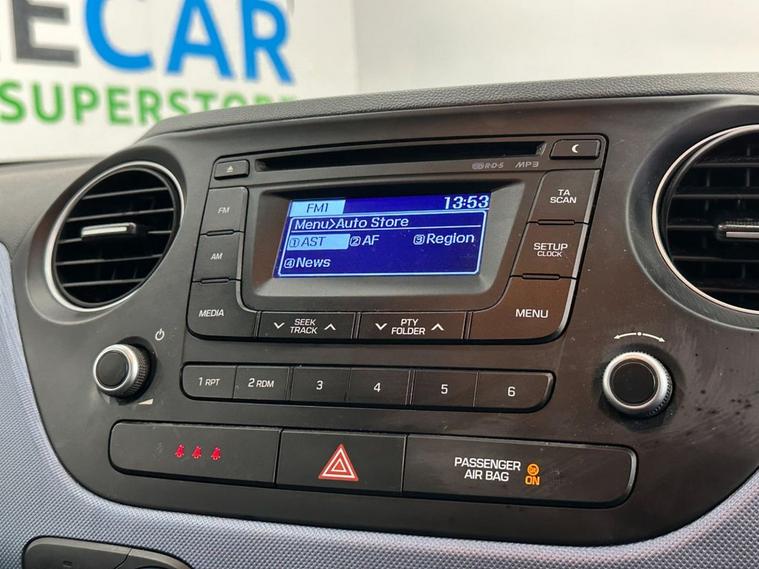 ECAR
SUPERSTORE
RDS MP3
FM
AM
MEDIA
FM1 13:53
Menu>Auto Store
1 AST 2 AF 3 Region
4 News
TA
SCAN
SETUP
CLOCK
MENU
SEEK
TRACK
PTY
FOLDER
1 RPT 2 RDM 3 4 5 6
PASSENGER
AIR BAG ON